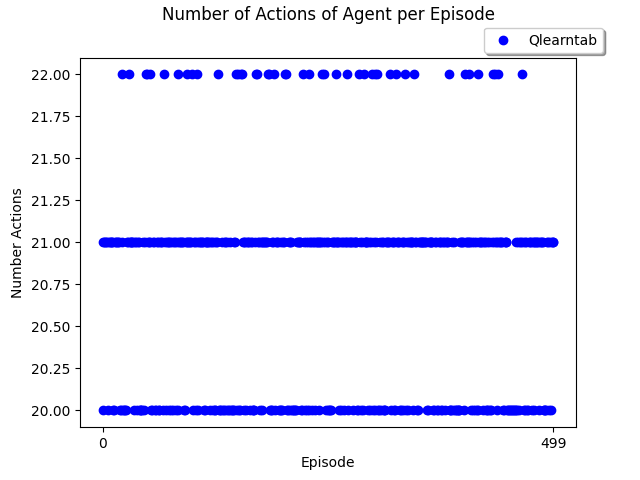 Number of Actions of Agent per Episode
Qlearntab
22.00
21.75
21.50
21.25
21.00
20.75
20.50
20.25
20.00
Number Actions
0
499
Episode